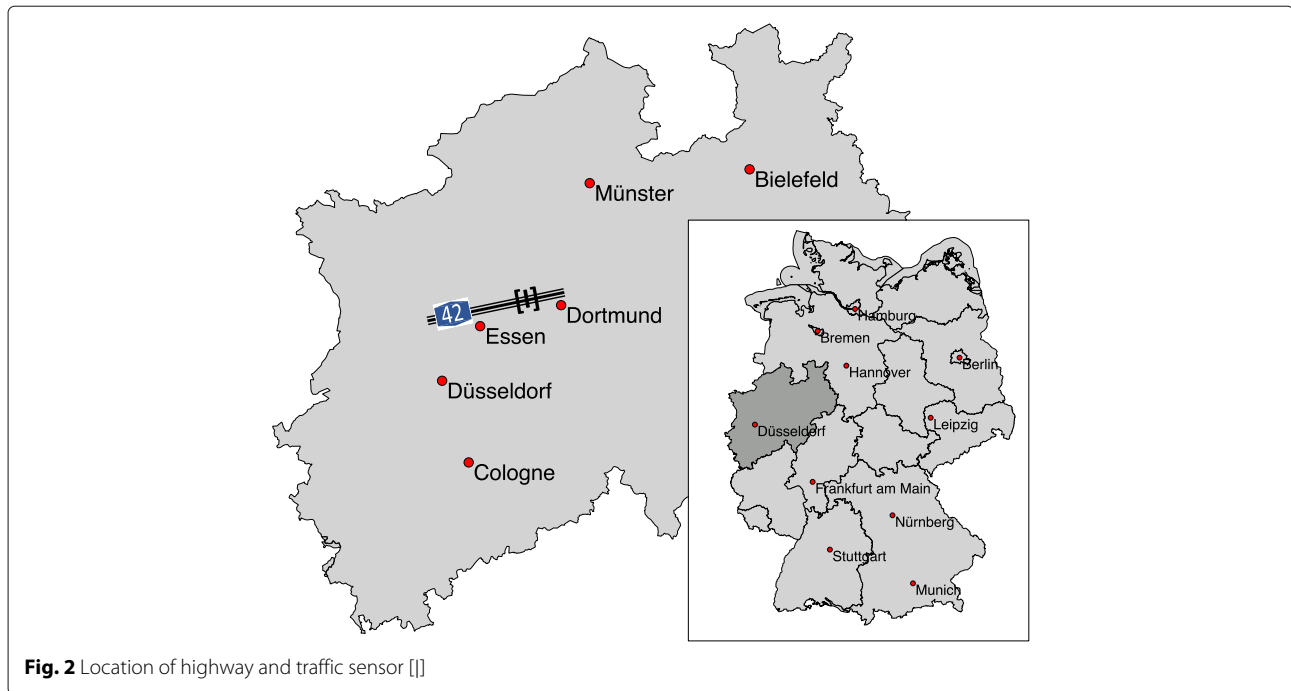 Münster
Bielefeld
[|]
42
Dortmund
Essen
Düsseldorf
Cologne
Hamburg
Bremen
Berlin
Hannover
Leipzig
Düsseldorf
Frankfurt am Main
Nürnberg
Stuttgart
Munich
Fig. 2 Location of highway and traffic sensor [|]